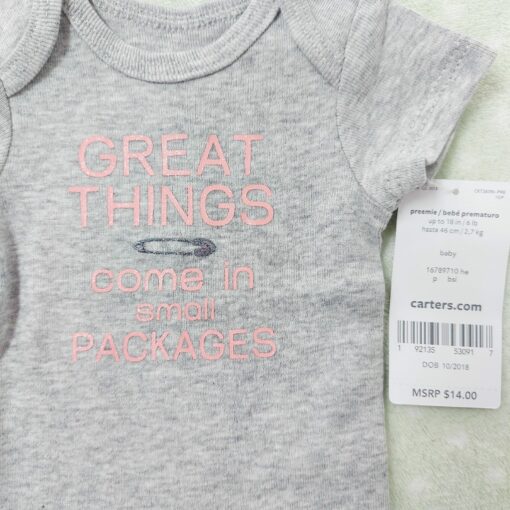 GREAT
THINGS
come in
small
PACKAGES
preemie / bebé prematuro
up to 18 in / 6 lb
hasta 46 cm / 2,7 kg
baby
16789710 he
p bsi
carters.com
1 92135 53091 7
DOB 10/2018
MSRP $14.00